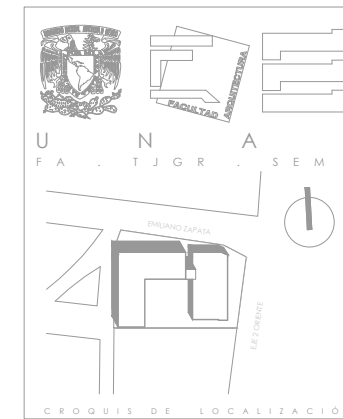 FACULTAD
ARQUITECTURA
U N A
F A . T J G R . S E M
EMILIANO ZAPATA
EJE 2 ORIENTE
C R O Q U I S D E L O C A L I Z A C I Ó